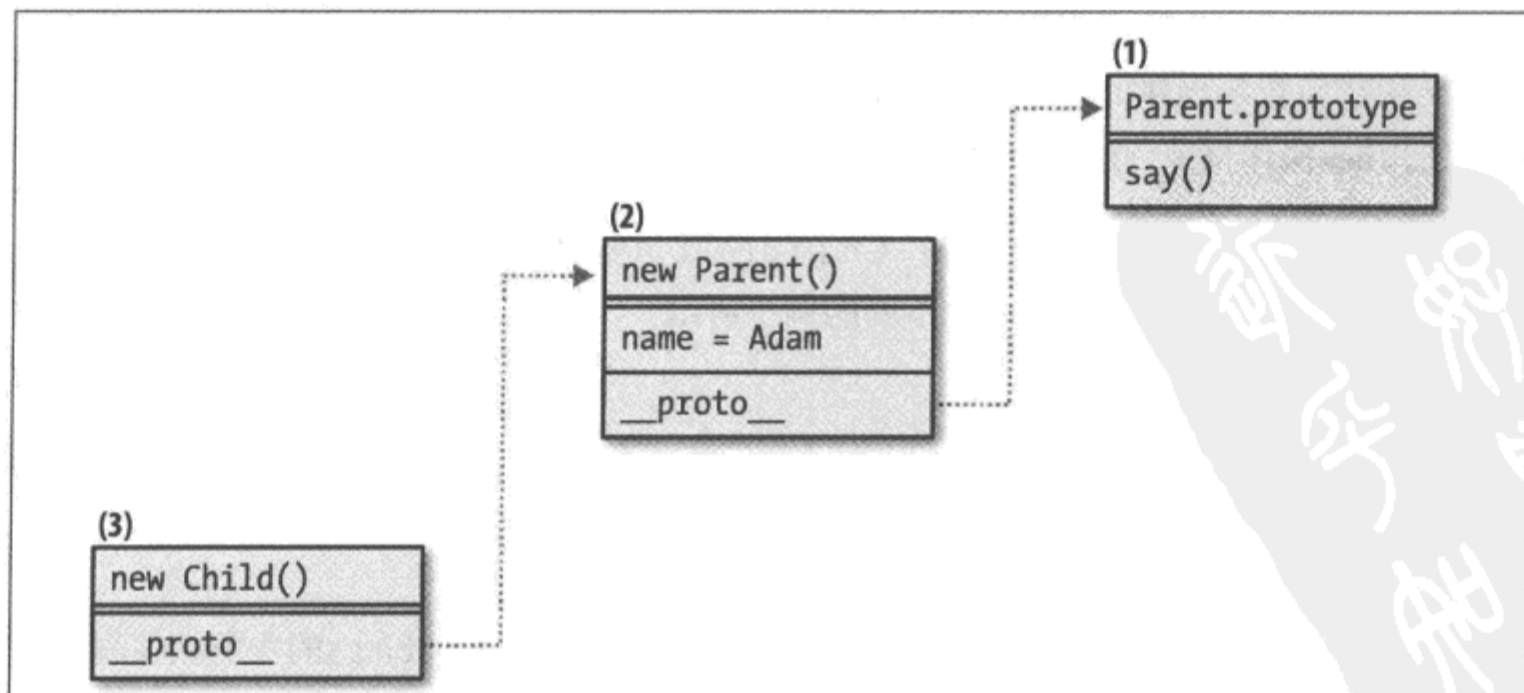 (1)
Parent.prototype
say()
(2)
new Parent()
name = Adam
__proto__
(3)
new Child()
__proto__